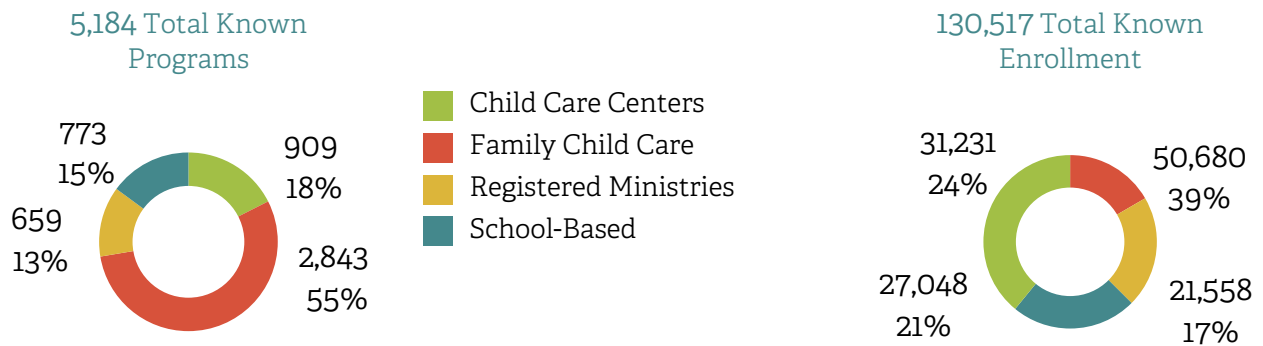 5,184 Total Known
Programs
773
15%
909
18%
659
13%
2,843
55%
Child Care Centers
Family Child Care
Registered Ministries
School-Based
130,517 Total Known
Enrollment
31,231
24%
50,680
39%
27,048
21%
21,558
17%